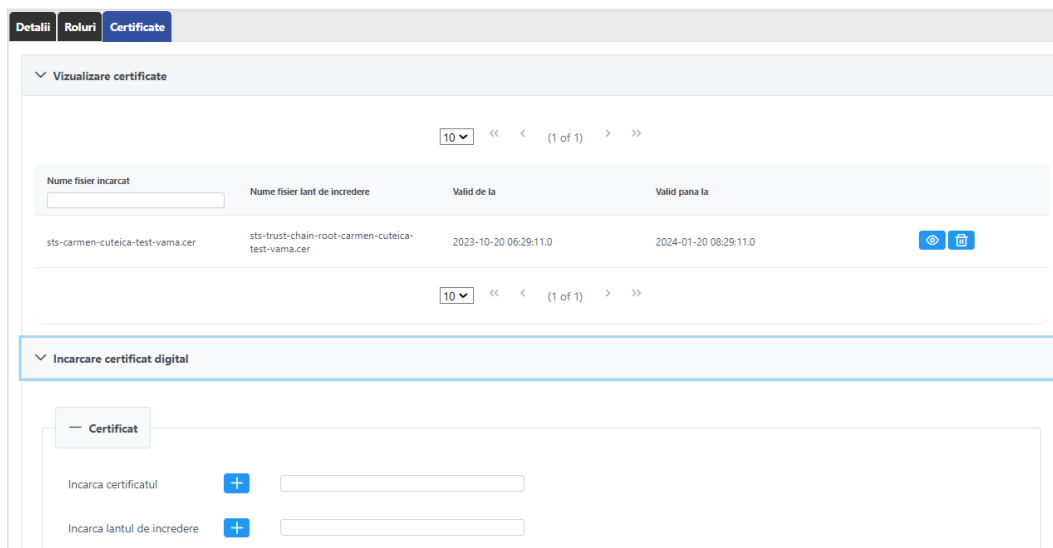 Detalii Roluri Certificate
Vizualizare certificate
10 (1 of 1)
Nume fisier incarcat Nume fisier lant de incredere Valid de la Valid pana la
sts-carmen-cuteica-test-vama.cer sts-trust-chain-root-carmen-cuteica-
test-vama.cer 2023-10-20 06:29:11.0 2024-01-20 08:29:11.0
10 (1 of 1)
Incarcare certificat digital
Certificat
Incarca certificatul
Incarca lantul de incredere